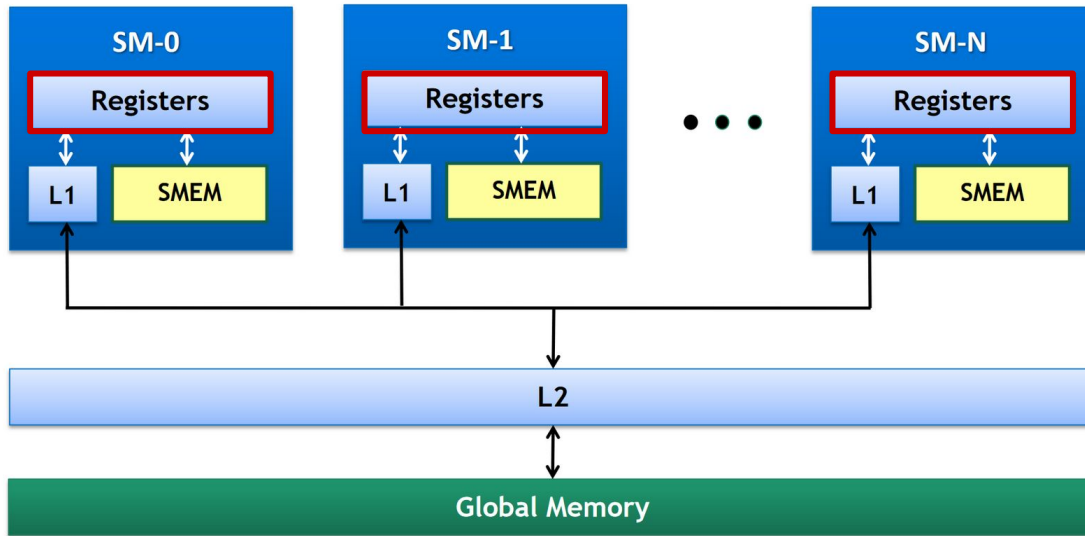 SM-0
Registers
L1
SMEM
SM-1
Registers
L1
SMEM
SM-N
Registers
L1
SMEM
L2
Global Memory